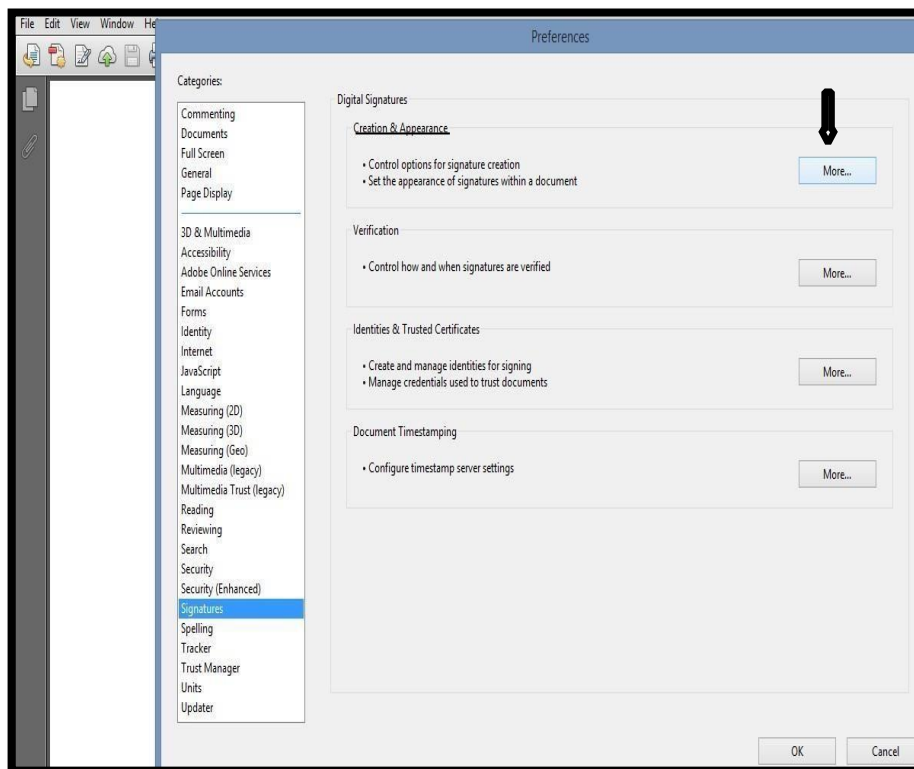 File Edit View Window He
Preferences
Categories:
Commenting
Documents
Full Screen
General
Page Display
3D & Multimedia
Accessibility
Adobe Online Services
Email Accounts
Forms
Identity
Internet
JavaScript
Language
Measuring (2D)
Measuring (3D)
Measuring (Geo)
Multimedia (legacy)
Multimedia Trust (legacy)
Reading
Reviewing
Search
Security
Security (Enhanced)
Signatures
Spelling
Tracker
Trust Manager
Units
Updater
Digital Signatures
Creation & Appearance
• Control options for signature creation
• Set the appearance of signatures within a document
More...
Verification
• Control how and when signatures are verified
More...
Identities & Trusted Certificates
• Create and manage identities for signing
• Manage credentials used to trust documents
More...
Document Timestamping
• Configure timestamp server settings
More...
OK Cancel